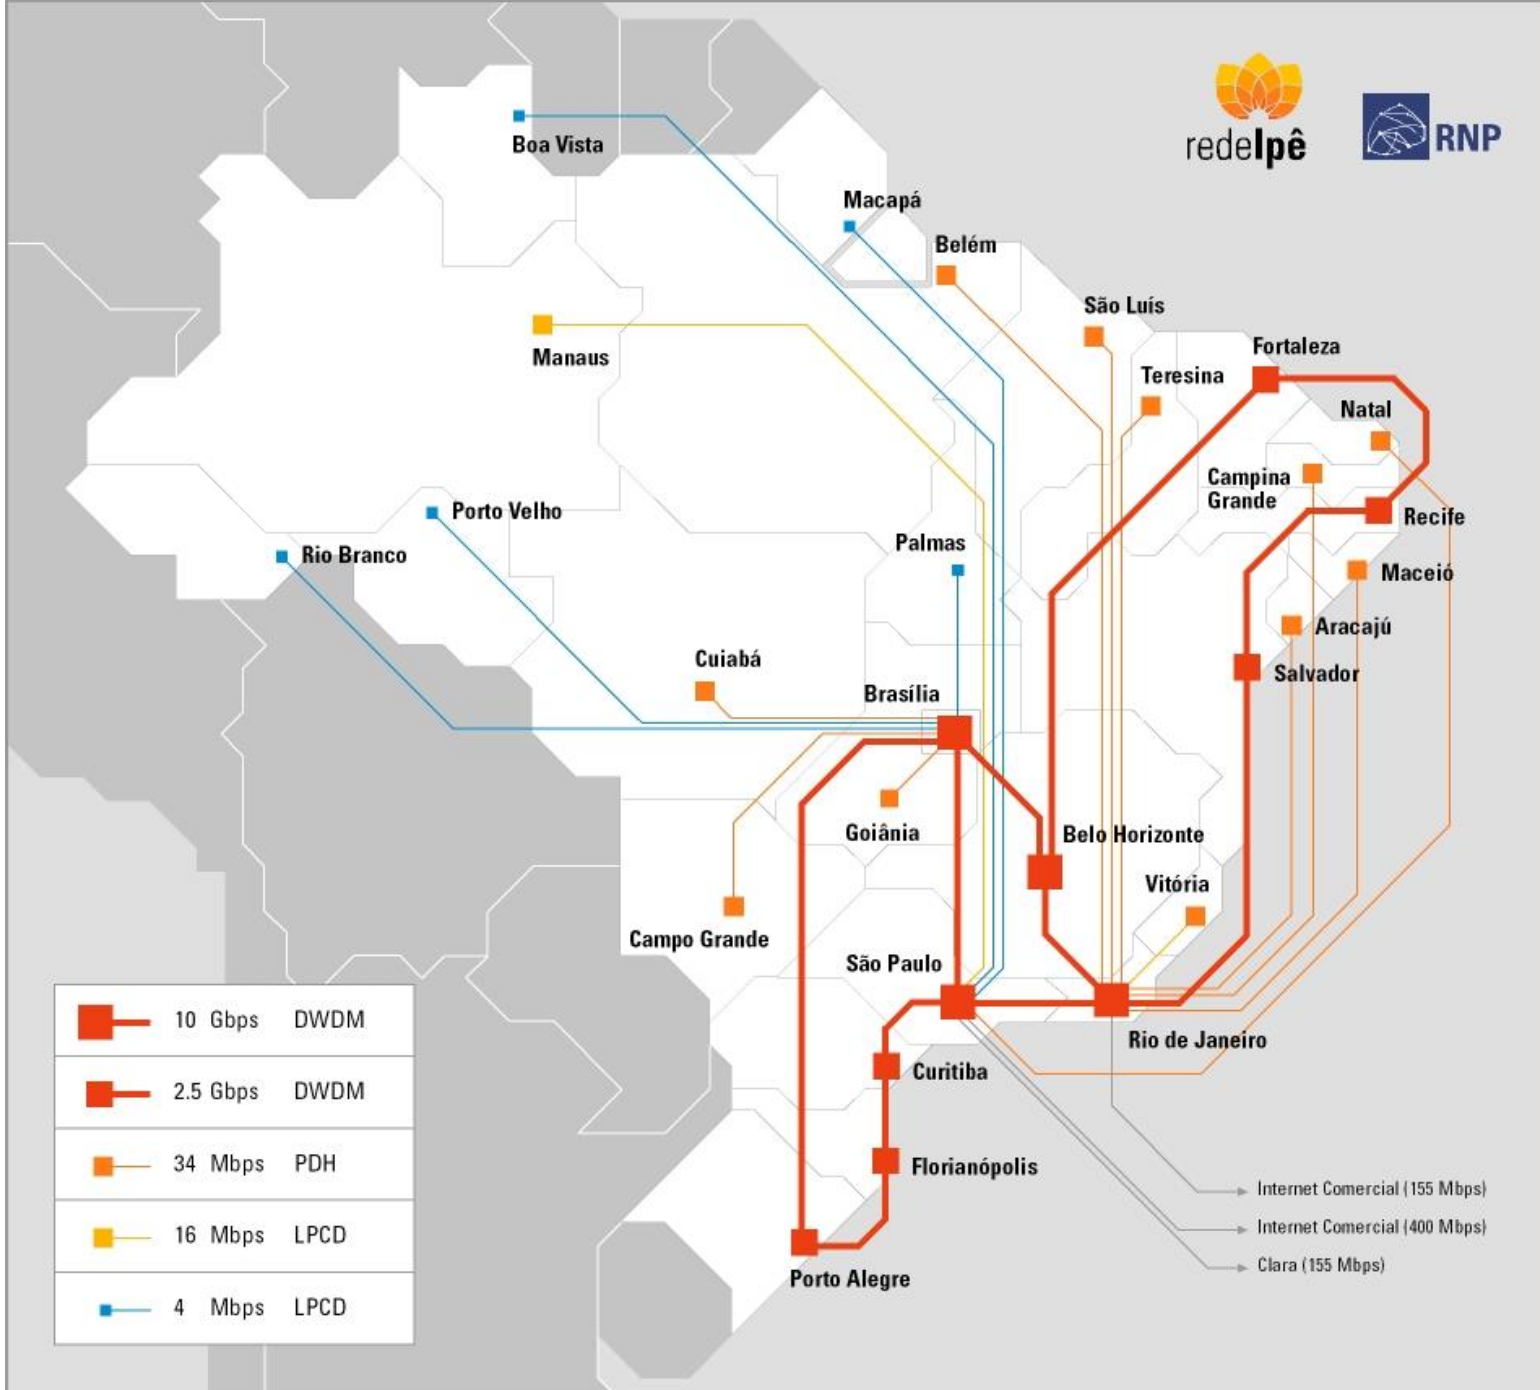 redeIpê
RNP
Boa Vista
Macapá
Belém
São Luís
Fortaleza
Manaus
Teresina
Natal
Campina
Grande
Porto Velho
Recife
Rio Branco
Palmas
Maceió
Aracajú
Cuiabá
Salvador
Brasília
Goiânia
Belo Horizonte
Vitória
Campo Grande
São Paulo
Rio de Janeiro
Curitiba
Florianópolis
Porto Alegre
10 Gbps DWDM
2.5 Gbps DWDM
34 Mbps PDH
16 Mbps LPCD
4 Mbps LPCD
Internet Comercial (155 Mbps)
Internet Comercial (400 Mbps)
Clara (155 Mbps)